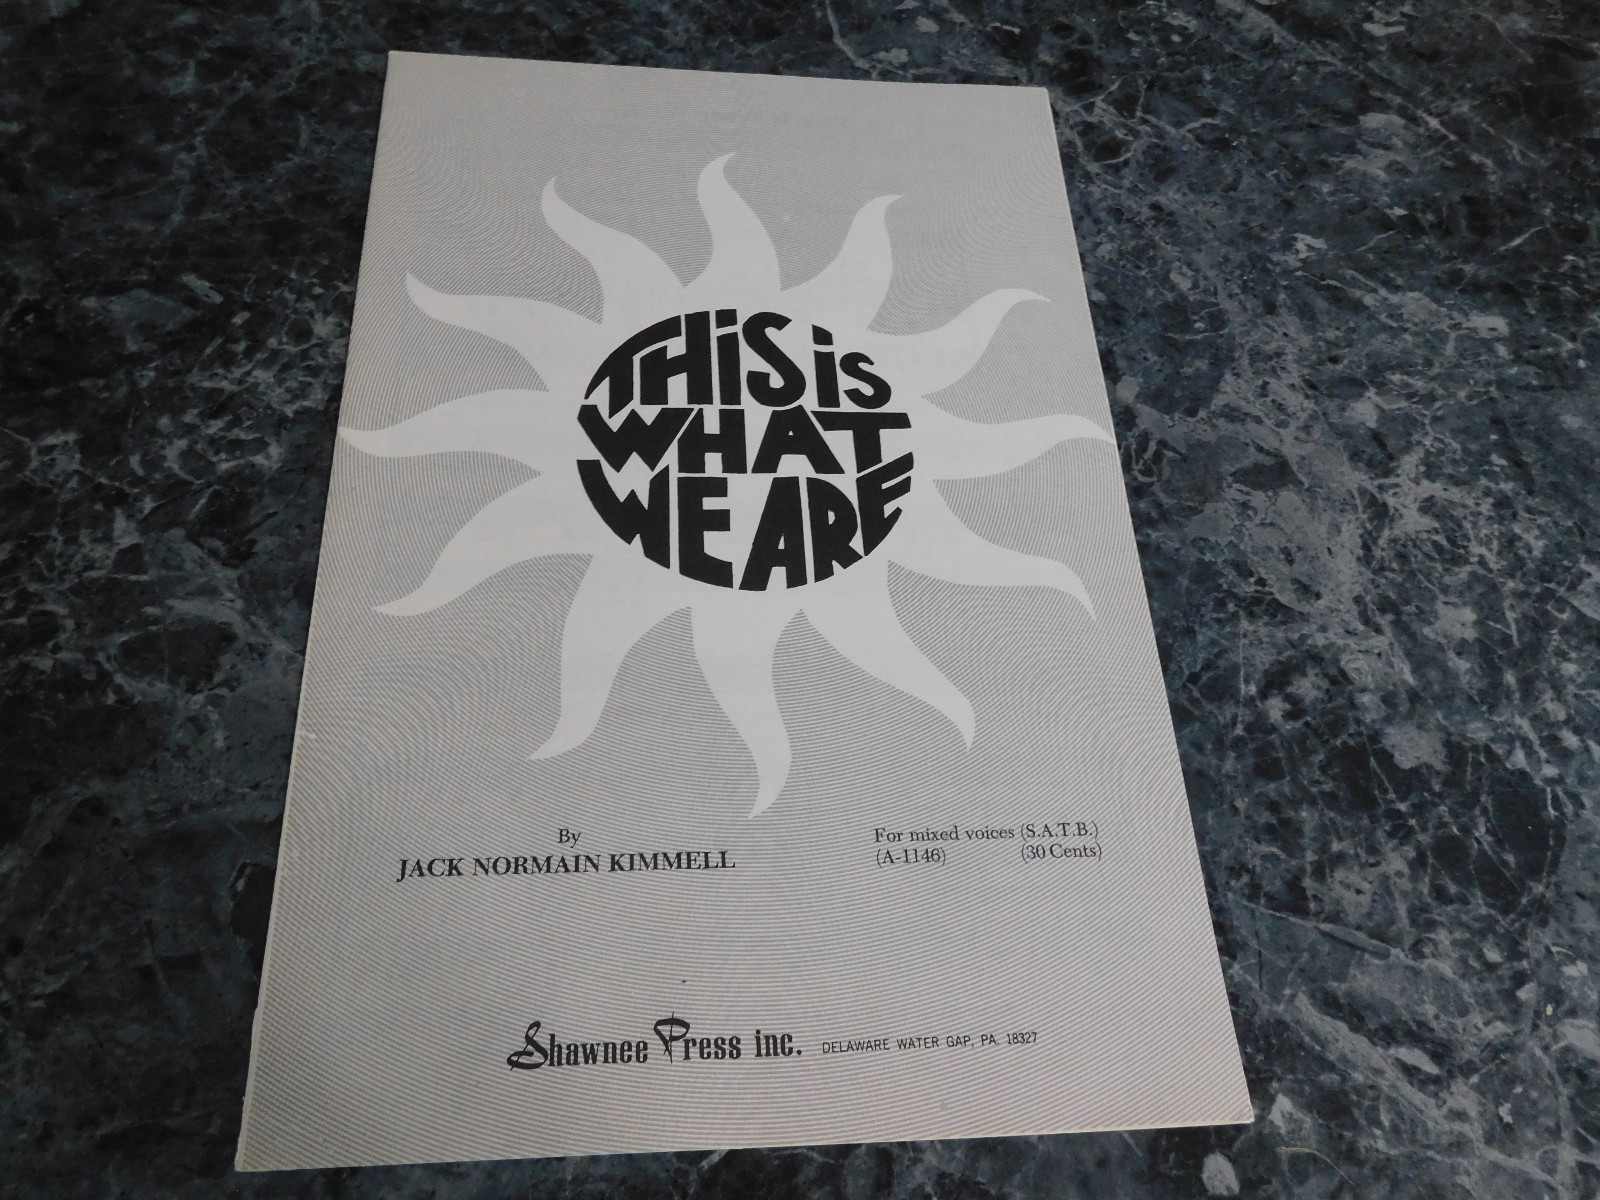 THiS is
WHAT
WE ARE
By
JACK NORMAIN KIMMELL
For mixed voices (S.A.T.B.)
(A-1146) (30 Cents)
Shawnee Press inc. DELAWARE WATER GAP, PA. 18327